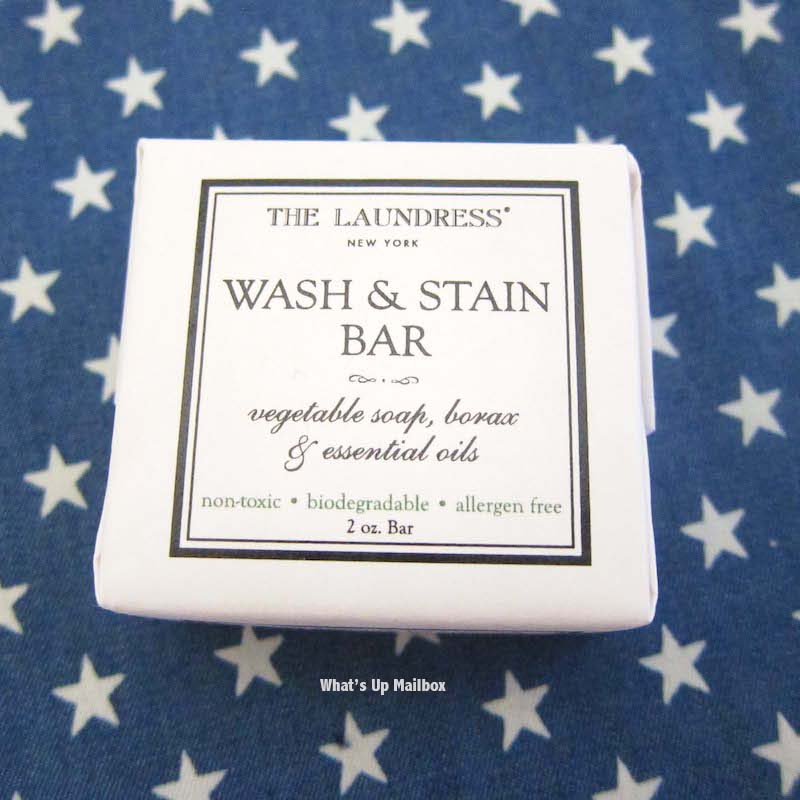 THE LAUNDRESS®
NEW YORK
WASH & STAIN
BAR
vegetable soap, borax
& essential oils
non-toxic • biodegradable • allergen free
2 oz. Bar
What's Up Mailbox